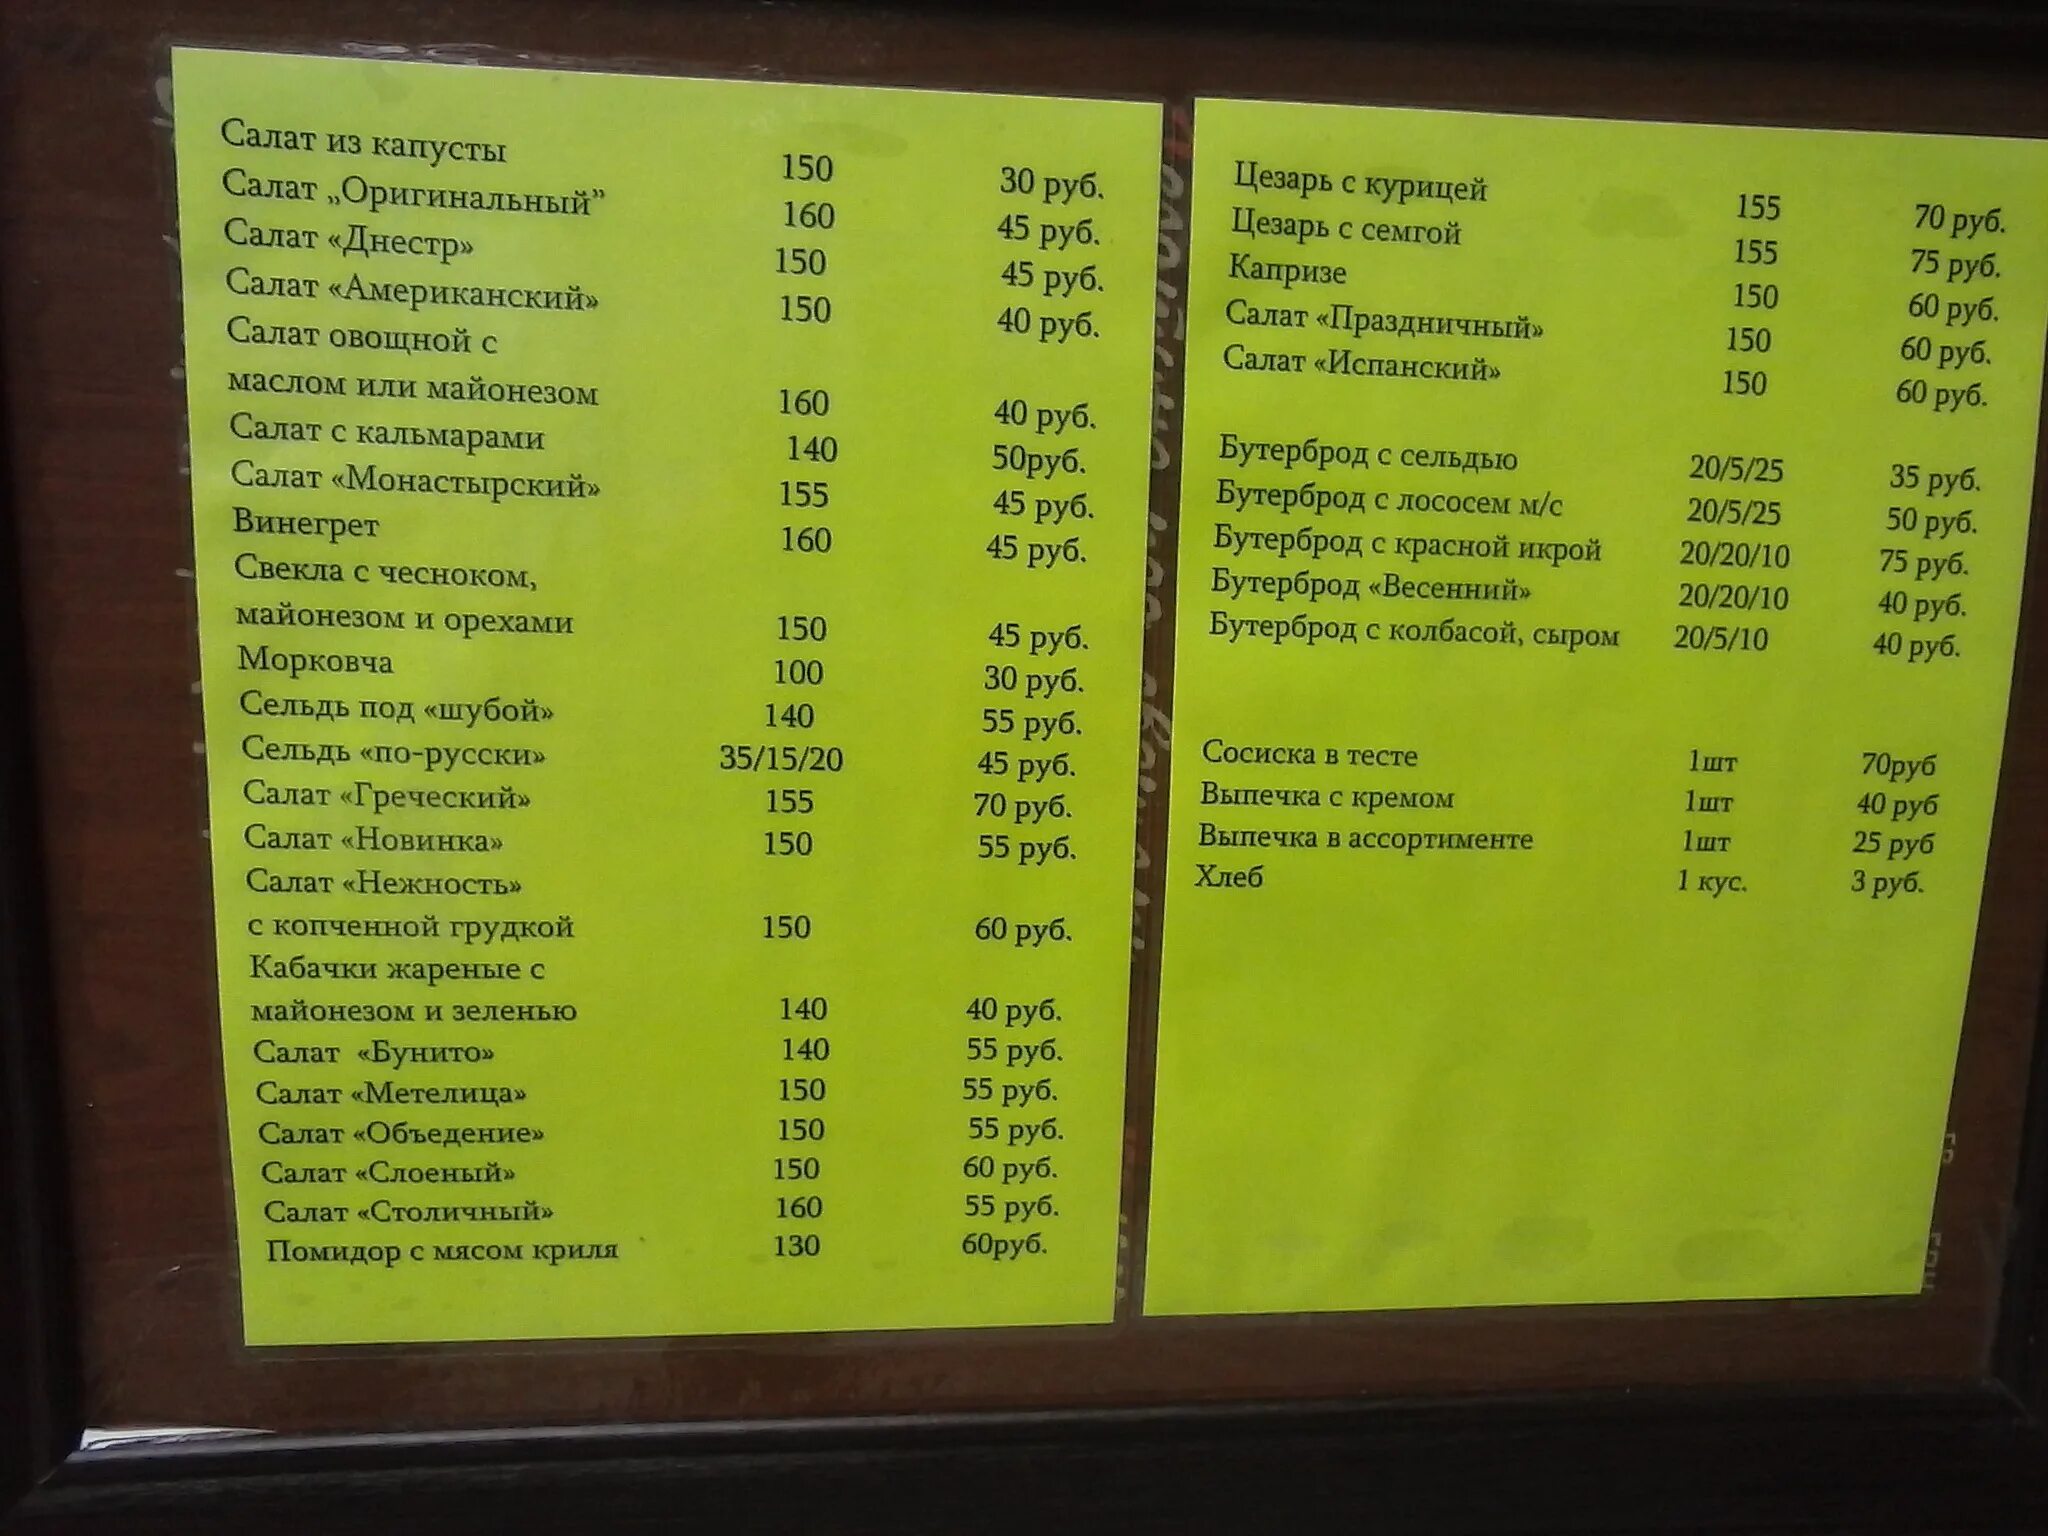 Салат из капусты 150 30 руб.
Салат „Оригинальный” 160 45 руб.
Салат «Днестр» 150 45 руб.
Салат «Американский» 150 40 руб.
Салат овощной с
маслом или майонезом 160 40 руб.
Салат с кальмарами 140 50руб.
Салат «Монастырский» 155 45 руб.
Винегрет 160 45 руб.
Свекла с чесноком,
майонезом и орехами 150 45 руб.
Морковча 100 30 руб.
Сельдь под «шубой» 140 55 руб.
Сельдь «по-русски» 35/15/20 45 руб.
Салат «Греческий» 155 70 руб.
Салат «Новинка» 150 55 руб.
Салат «Нежность»
с копченной грудкой 150 60 руб.
Кабачки жареные с
майонезом и зеленью 140 40 руб.
Салат «Бунито» 140 55 руб.
Салат «Метелица» 150 55 руб.
Салат «Объедение» 150 55 руб.
Салат «Слоеный» 150 60 руб.
Салат «Столичный» 160 55 руб.
Помидор с мясом криля 130 60руб.
Цезарь с курицей 155 70 руб.
Цезарь с семгой 155 75 руб.
Капризе 150 60 руб.
Салат «Праздничный» 150 60 руб.
Салат «Испанский» 150 60 руб.
Бутерброд с сельдью 20/5/25 35 руб.
Бутерброд с лососем м/с 20/5/25 50 руб.
Бутерброд с красной икрой 20/20/10 75 руб.
Бутерброд «Весенний» 20/20/10 40 руб.
Бутерброд с колбасой, сыром 20/5/10 40 руб.
Сосиска в тесте 1шт 70руб
Выпечка с кремом 1шт 40 руб
Выпечка в ассортименте 1шт 25 руб
Хлеб 1 кус. 3 руб.